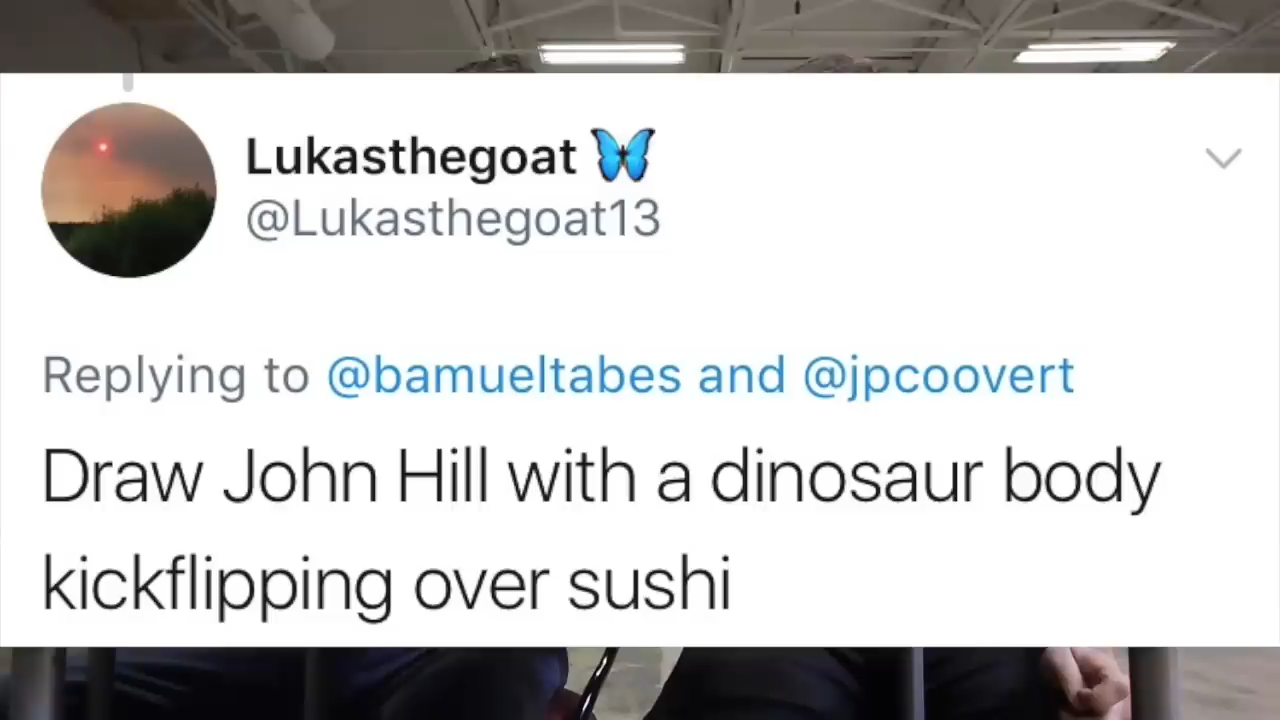 Lukasthegoat 🦋
@Lukasthegoat13
Replying to @bamueltabes and @jpcoovert
Draw John Hill with a dinosaur body
kickflipping over sushi